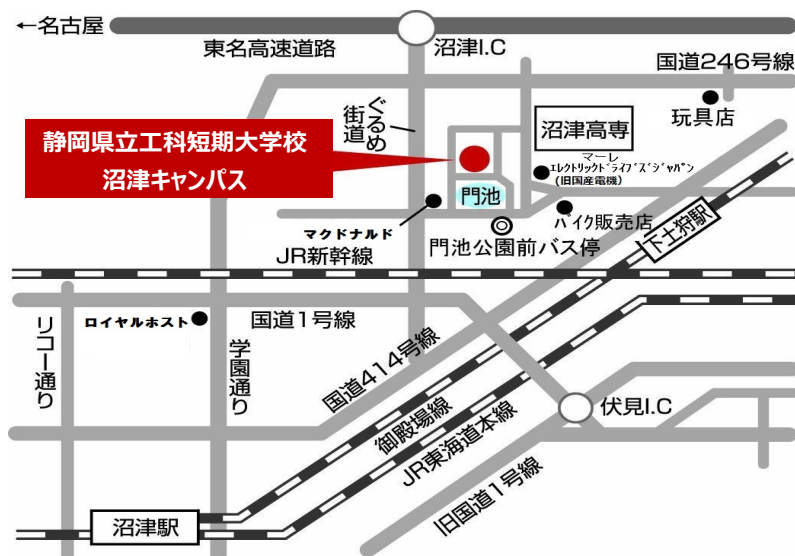 ←名古屋
東名高速道路
沼津I.C
国道246号線
ぐるめ
街道
玩具店
沼津高専
静岡県立工科短期大学校
沼津キャンパス
マーレ
エレクトリックドライブズジャパン
(旧国産電機)
門池
マクドナルド
バイク販売店
JR新幹線
門池公園前バス停
下土狩駅
ロイヤルホスト
国道1号線
リコー通り
学園通り
国道414号線
御殿場線
JR東海道本線
伏見I.C
旧国道1号線
沼津駅